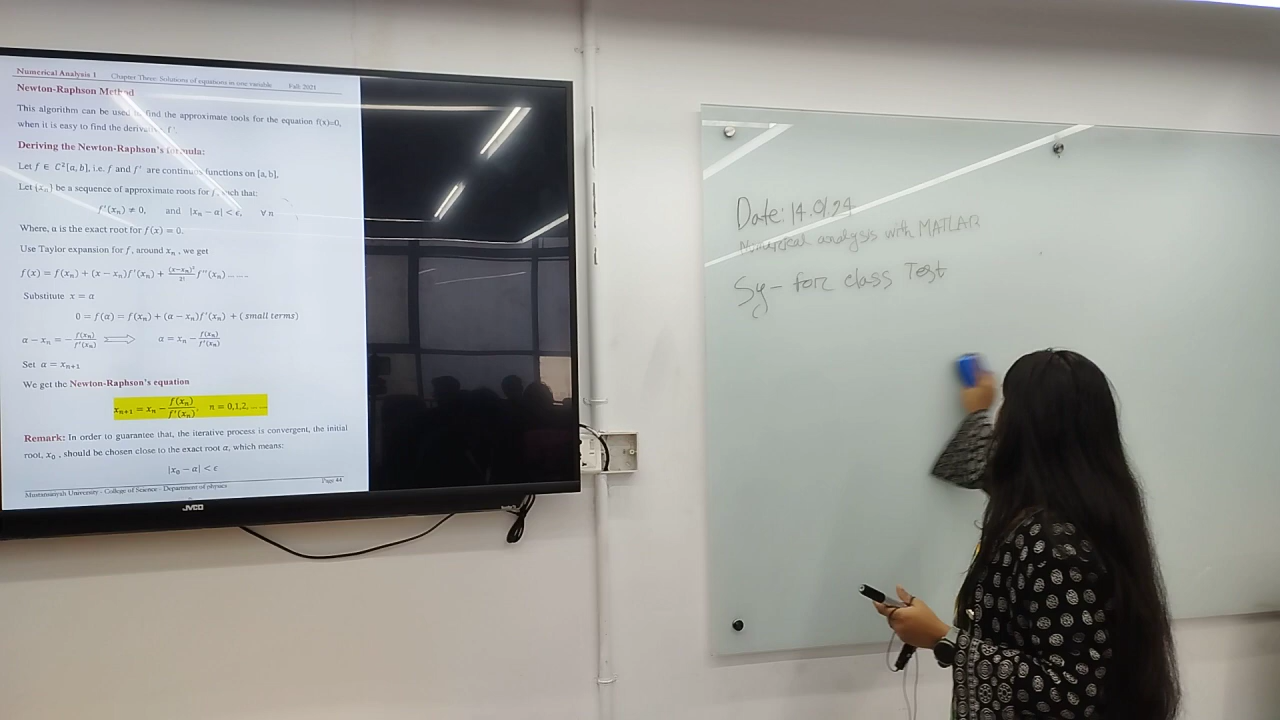 Numerical Analysis I Chapter Three: Solutions of equations in one variable Fall: 2021
Newton-Raphson Method
This algorithm can be used to find the approximate tools for the equation f(x)=0,
when it is easy to find the derivative f'.
Deriving the Newton-Raphson's formula:
Let f ∈ C²[a, b], i.e. f and f' are continues functions on [a, b],
Let {xₙ} be a sequence of approximate roots for f, such that:
f'(xₙ) ≠ 0, and |xₙ − α| < ϵ, ∀ n
Where, α is the exact root for f(x) = 0.
Use Taylor expansion for f, around xₙ, we get
f(x) = f(xₙ) + (x − xₙ)f'(xₙ) + (x−xₙ)²/2! f''(xₙ) … … …
Substitute x = α
0 = f(α) = f(xₙ) + (α − xₙ)f'(xₙ) + (small terms)
α − xₙ = − f(xₙ)/f'(xₙ) ⟹ α = xₙ − f(xₙ)/f'(xₙ)
Set α = xₙ₊₁
We get the Newton-Raphson's equation
xₙ₊₁ = xₙ − f(xₙ)/f'(xₙ), n = 0,1,2, … …
Remark: In order to guarantee that, the iterative process is convergent, the initial
root, x₀, should be chosen close to the exact root α, which means:
|x₀ − α| < ϵ
Mustansiriyah University - College of Science - Department of physics Page 44
JVCO
Date: 14.01.24
Numerical analysis with MATLAB
Sy- for class Test